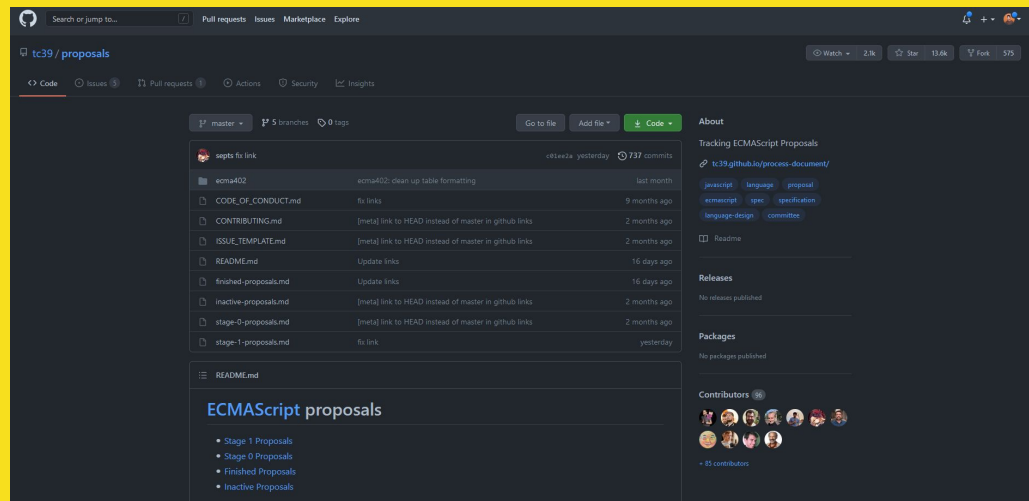 Search or jump to... /
Pull requests Issues Marketplace Explore
tc39 / proposals
Watch 2.1k
Star 13.6k
Fork 575
Code
Issues 5
Pull requests 1
Actions
Security
Insights
master
5 branches
0 tags
Go to file
Add file
Code
septs fix link
c01ee2a yesterday
737 commits
ecma402 ecma402: clean up table formatting last month
CODE_OF_CONDUCT.md fix links 9 months ago
CONTRIBUTING.md [meta] link to HEAD instead of master in github links 2 months ago
ISSUE_TEMPLATE.md [meta] link to HEAD instead of master in github links 2 months ago
README.md Update links 16 days ago
finished-proposals.md Update links 16 days ago
inactive-proposals.md [meta] link to HEAD instead of master in github links 2 months ago
stage-0-proposals.md [meta] link to HEAD instead of master in github links 2 months ago
stage-1-proposals.md fix link yesterday
README.md
ECMAScript proposals
Stage 1 Proposals
Stage 0 Proposals
Finished Proposals
Inactive Proposals
About
Tracking ECMAScript Proposals
tc39.github.io/process-document/
javascript language proposal
ecmascript spec specification
language-design committee
Readme
Releases
No releases published
Packages
No packages published
Contributors 96
+ 85 contributors